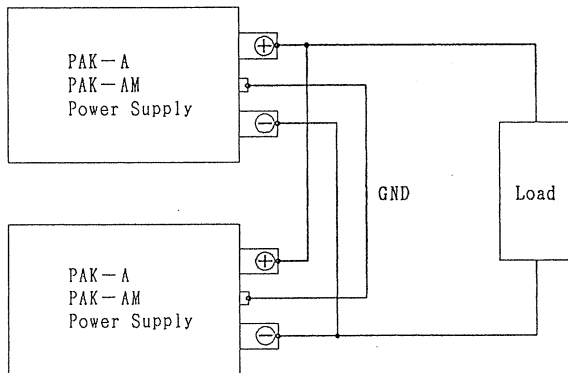 PAK-A
PAK-AM
Power Supply
+
-
GND
Load
PAK-A
PAK-AM
Power Supply
+
-